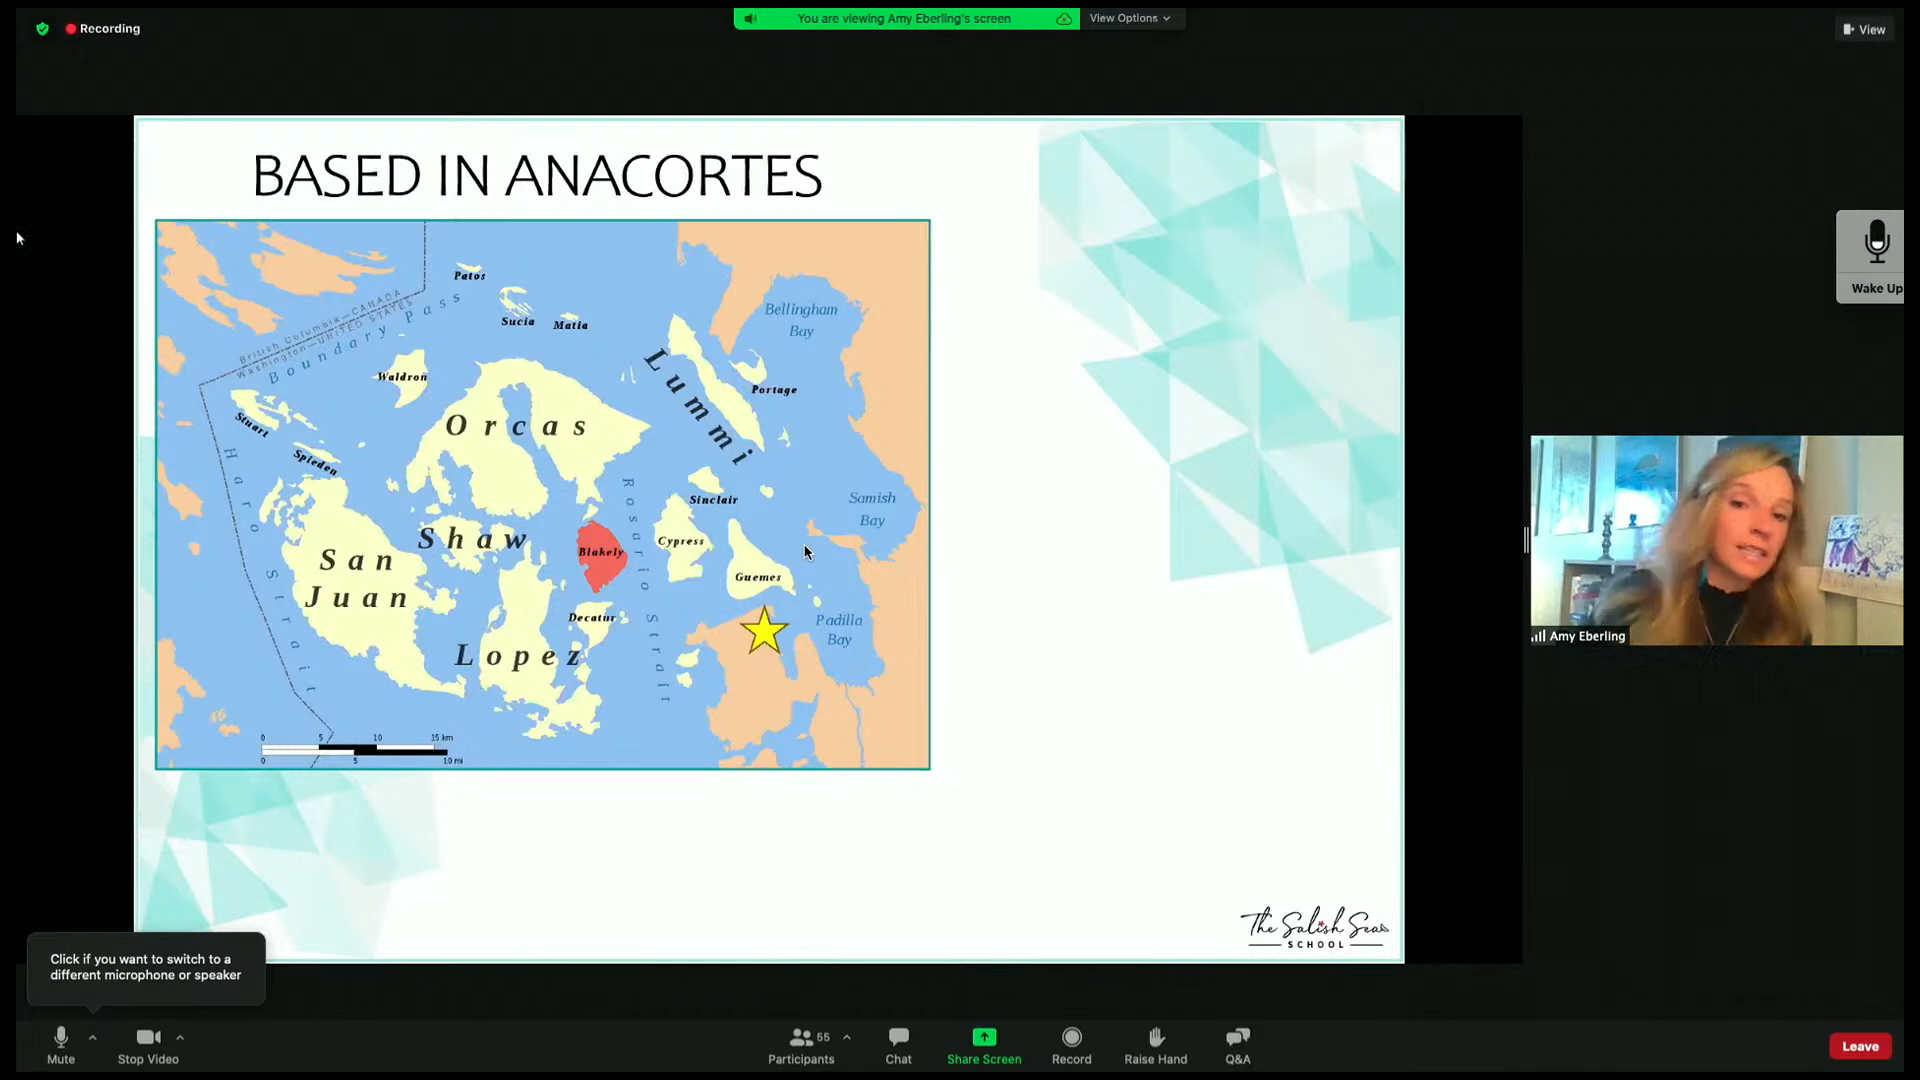 Recording
You are viewing Amy Eberling's screen
View Options
View
BASED IN ANACORTES
Patos
Sucia
Matia
British Columbia—CANADA
Washington—UNITED STATES
Boundary Pass
Bellingham
Bay
Waldron
Lummi
Portage
Stuart
Orcas
Spieden
Haro Strait
Rosario Strait
Sinclair
Samish
Bay
Shaw
Cypress
Blakely
San
Juan
Guemes
Decatur
Padilla
Bay
Lopez
0 5 10 15 km
0 5 10 mi
Wake Up
Amy Eberling
The Salish Sea
SCHOOL
Click if you want to switch to a
different microphone or speaker
Mute
Stop Video
55
Participants
Chat
Share Screen
Record
Raise Hand
Q&A
Leave